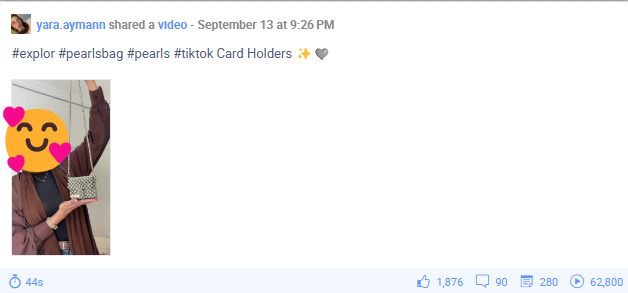 yara.aymann shared a video - September 13 at 9:26 PM
#explor #pearlsbag #pearls #tiktok Card Holders ✨ 🩶
44s 1,876 90 280 62,800